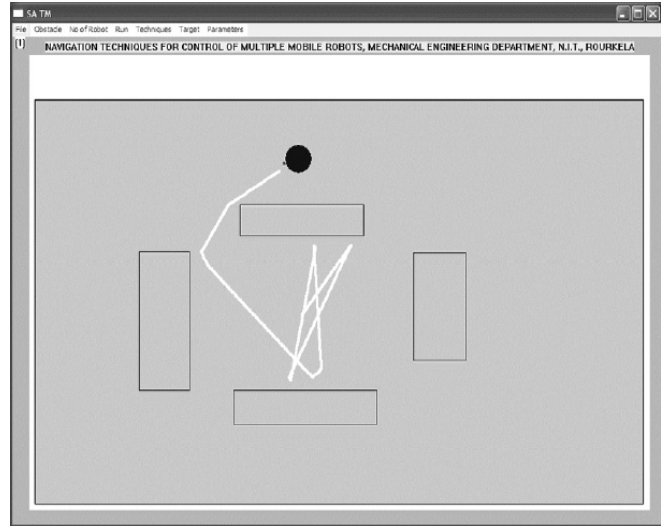 SA TM
File Obstacle No of Robot Run Techniques Target Parameters
(1) NAVIGATION TECHNIQUES FOR CONTROL OF MULTIPLE MOBILE ROBOTS, MECHANICAL ENGINEERING DEPARTMENT, N.I.T., ROURKELA